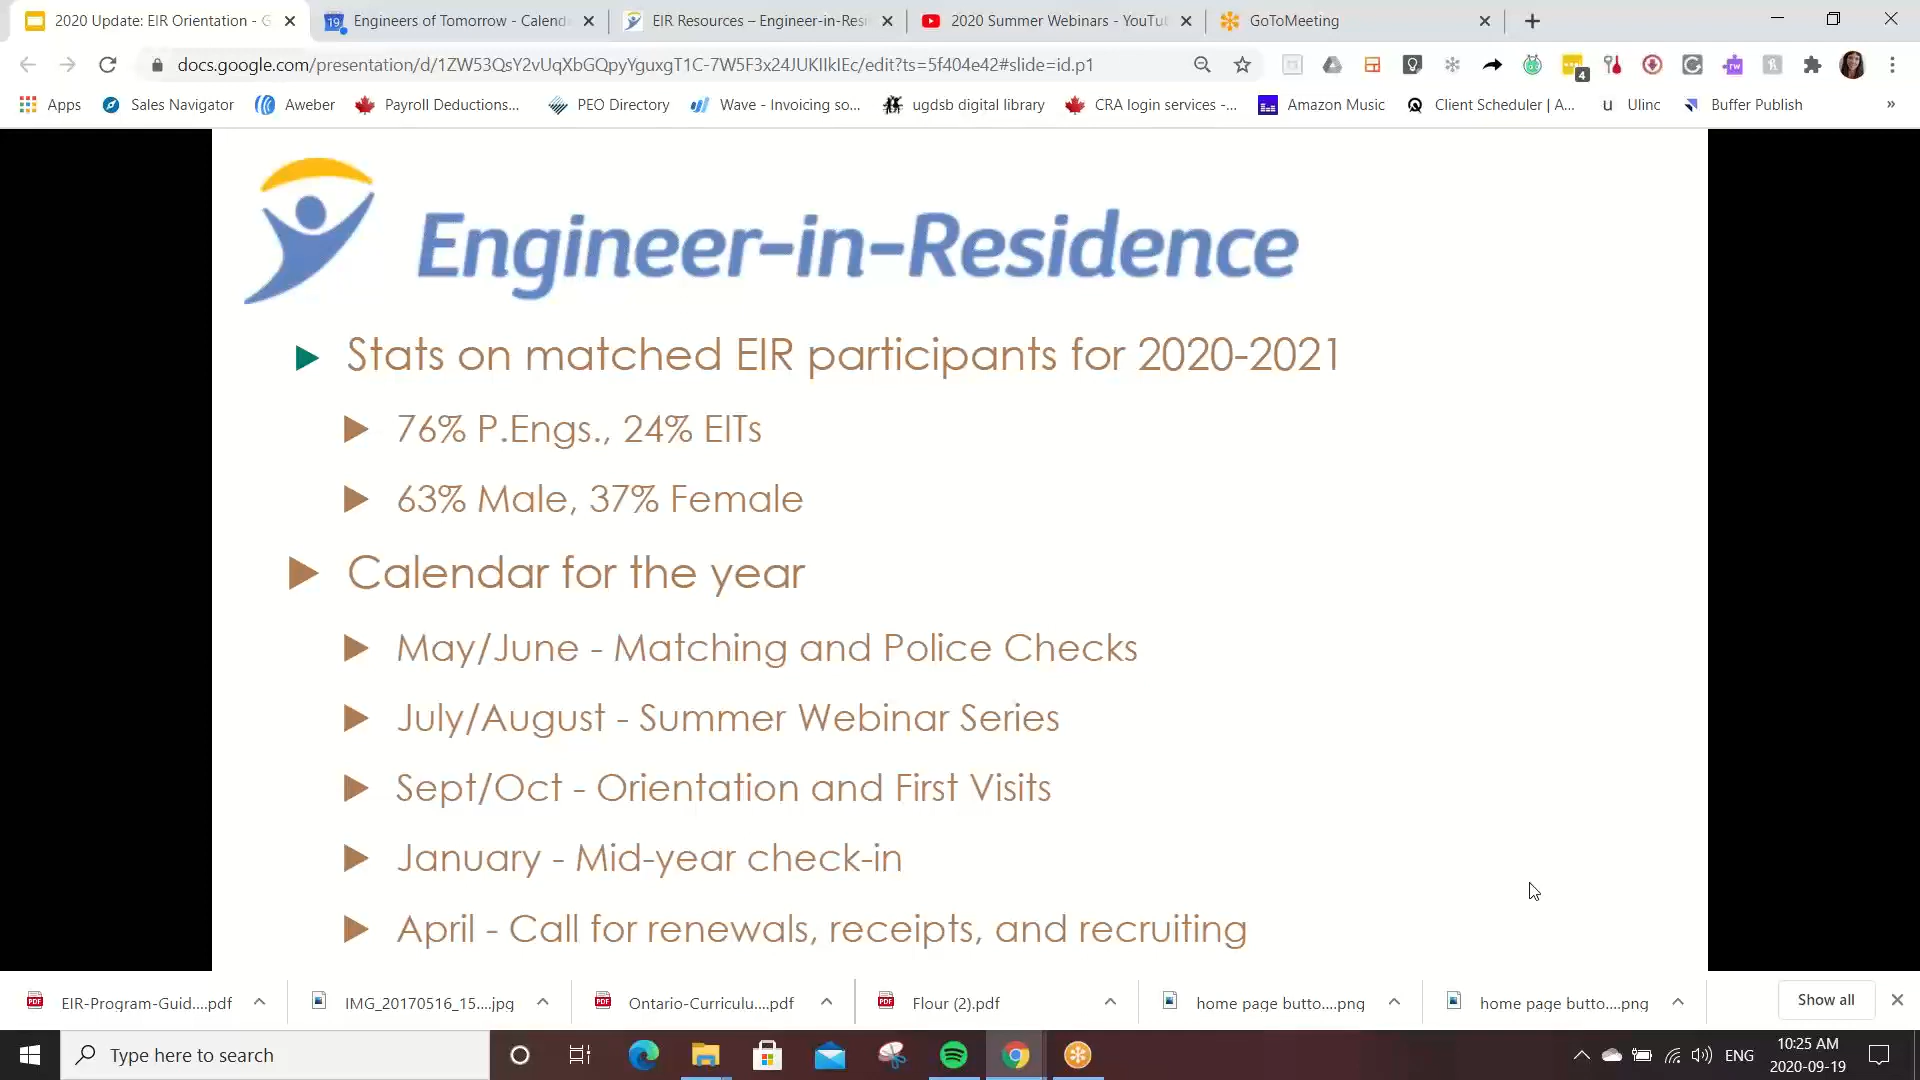 2020 Update: EIR Orientation - G
Engineers of Tomorrow - Calend
EIR Resources – Engineer-in-Resi
2020 Summer Webinars - YouTu
GoToMeeting
docs.google.com/presentation/d/1ZW53QsY2vUqXbGQpyYguxgT1C-7W5F3x24JUKIlkIEc/edit?ts=5f404e42#slide=id.p1
4
Apps
Sales Navigator
Aweber
Payroll Deductions...
PEO Directory
Wave - Invoicing so...
ugdsb digital library
CRA login services -...
Amazon Music
Client Scheduler | A...
Ulinc
Buffer Publish
»
Engineer-in-Residence
Stats on matched EIR participants for 2020-2021
76% P.Engs., 24% EITs
63% Male, 37% Female
Calendar for the year
May/June - Matching and Police Checks
July/August - Summer Webinar Series
Sept/Oct - Orientation and First Visits
January - Mid-year check-in
April - Call for renewals, receipts, and recruiting
EIR-Program-Guid....pdf
IMG_20170516_15....jpg
Ontario-Curriculu....pdf
Flour (2).pdf
home page butto....png
home page butto....png
Show all
Type here to search
ENG
10:25 AM
2020-09-19